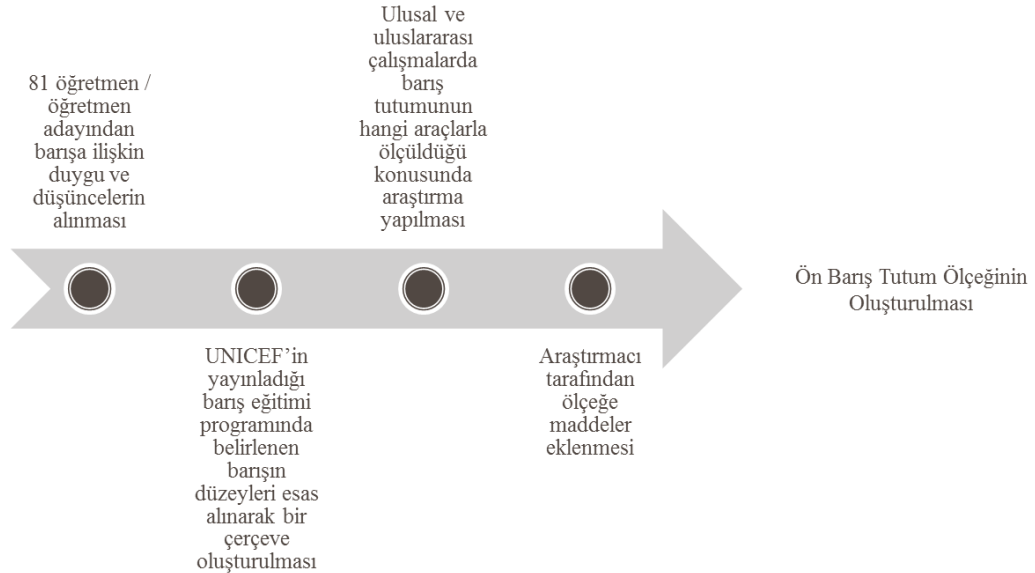 81 öğretmen /
öğretmen
adayından
barışa ilişkin
duygu ve
düşüncelerin
alınması
UNICEF’in
yayınladığı
barış eğitimi
programında
belirlenen
barışın
düzeyleri esas
alınarak bir
çerçeve
oluşturulması
Ulusal ve
uluslararası
çalışmalarda
barış
tutumunun
hangi araçlarla
ölçüldüğü
konusunda
araştırma
yapılması
Araştırmacı
tarafından
ölçeğe
maddeler
eklenmesi
Ön Barış Tutum Ölçeğinin
Oluşturulması